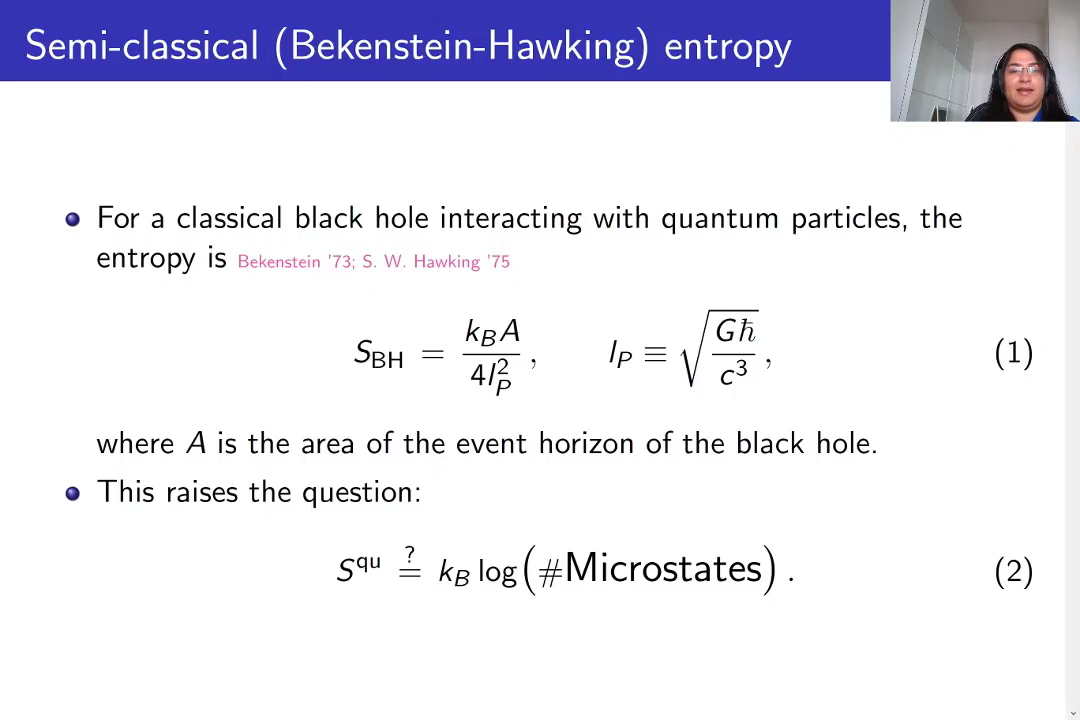 Semi-classical (Bekenstein-Hawking) entropy
For a classical black hole interacting with quantum particles, the
entropy is Bekenstein '73; S. W. Hawking '75
S_BH = k_B A / 4l_P^2 , l_P ≡ √(Għ / c^3) , (1)
where A is the area of the event horizon of the black hole.
This raises the question:
S^qu ?= k_B log(#Microstates) . (2)